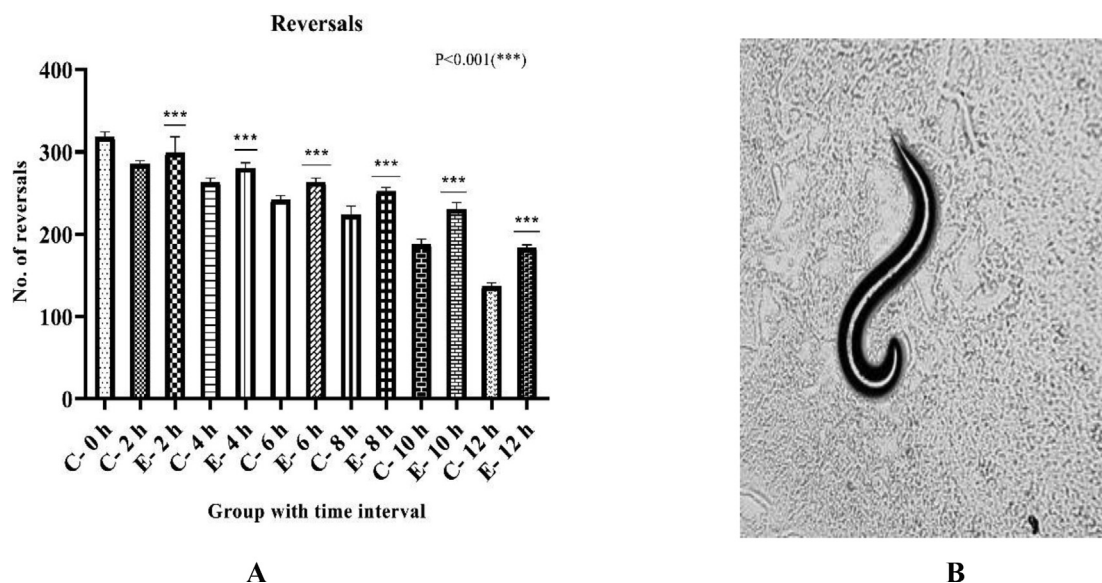 Reversals
P<0.001(***)
400
300
200
100
0
No. of reversals
***
***
***
***
***
***
C- 0 h
C- 2 h
E- 2 h
C- 4 h
E- 4 h
C- 6 h
E- 6 h
C- 8 h
E- 8 h
C- 10 h
E- 10 h
C- 12 h
E- 12 h
Group with time interval
A
B